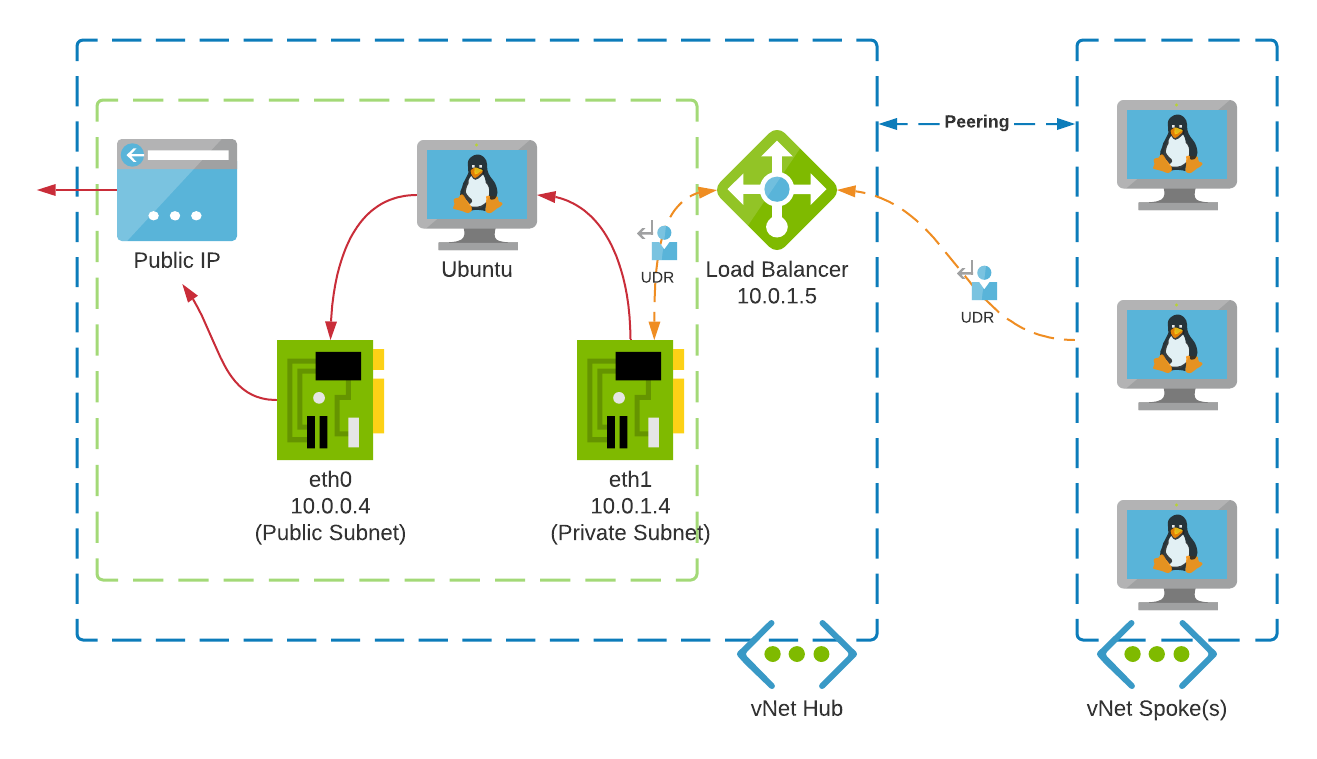 Peering
Public IP
Ubuntu
UDR
Load Balancer
10.0.1.5
UDR
eth0
10.0.0.4
(Public Subnet)
eth1
10.0.1.4
(Private Subnet)
vNet Hub
vNet Spoke(s)